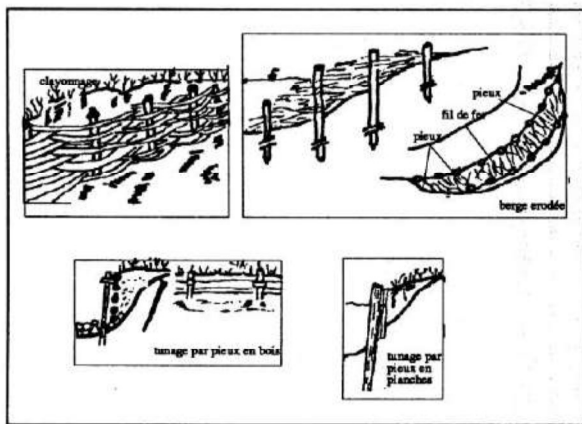 clayonnage
pieux
fil de fer
pieux
berge erodée
tunage par pieux en bois
tunage par
pieux en
planches